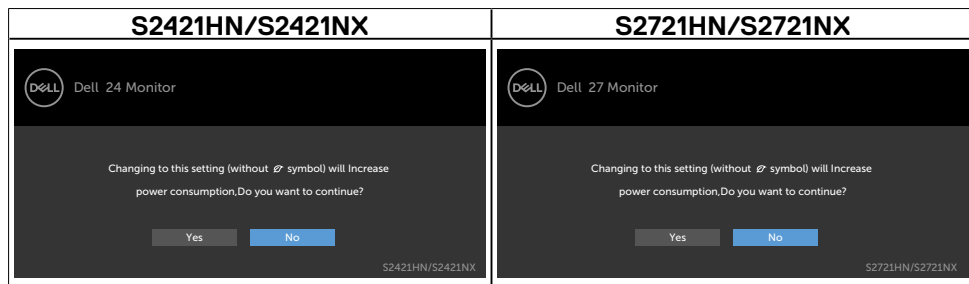 S2421HN/S2421NX
S2721HN/S2721NX
DELL Dell 24 Monitor
Changing to this setting (without symbol) will Increase
power consumption,Do you want to continue?
Yes No
S2421HN/S2421NX
DELL Dell 27 Monitor
Changing to this setting (without symbol) will Increase
power consumption,Do you want to continue?
Yes No
S2721HN/S2721NX